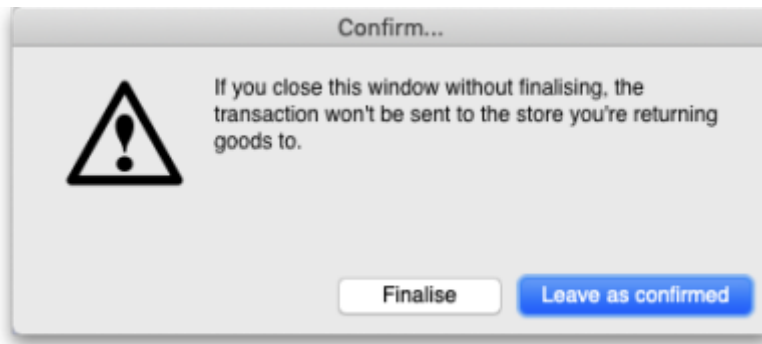 Confirm...
If you close this window without finalising, the
transaction won't be sent to the store you're returning
goods to.
Finalise
Leave as confirmed